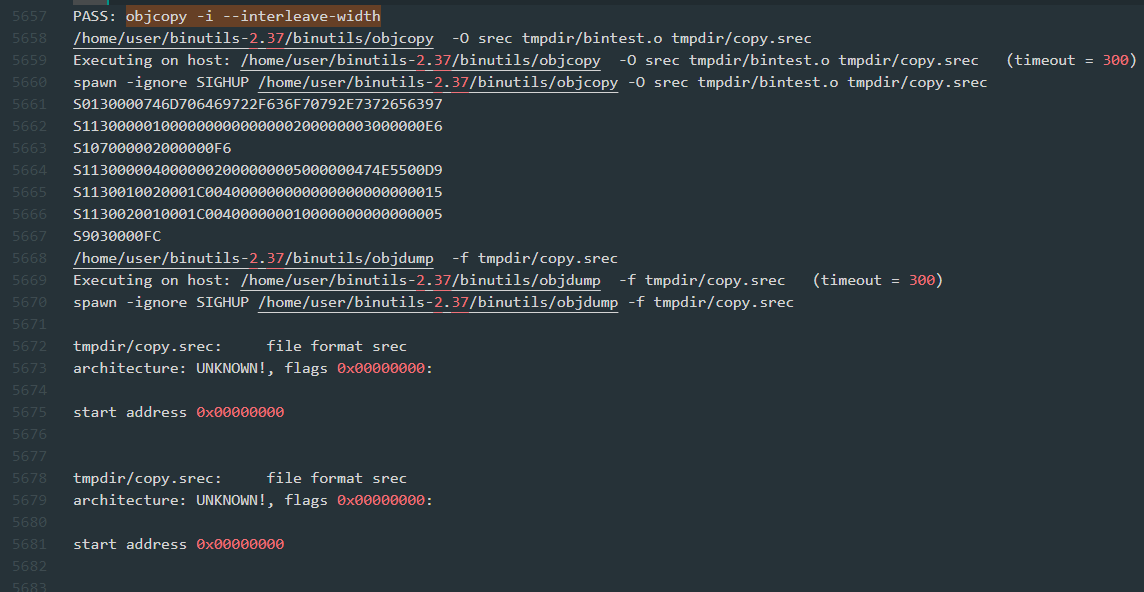 5657 PASS: objcopy -i --interleave-width
5658 /home/user/binutils-2.37/binutils/objcopy  -O srec tmpdir/bintest.o tmpdir/copy.srec
5659 Executing on host: /home/user/binutils-2.37/binutils/objcopy  -O srec tmpdir/bintest.o tmpdir/copy.srec   (timeout = 300)
5660 spawn -ignore SIGHUP /home/user/binutils-2.37/binutils/objcopy -O srec tmpdir/bintest.o tmpdir/copy.srec
5661 S0130000746D706469722F636F70792E7372656397
5662 S1130000010000000000000002000000030000000E6
5663 S107000002000000F6
5664 S11300000400000020000000005000000474E5500D9
5665 S1130010020001C0040000000000000000000000015
5666 S1130020010001C0040000000010000000000000005
5667 S9030000FC
5668 /home/user/binutils-2.37/binutils/objdump  -f tmpdir/copy.srec
5669 Executing on host: /home/user/binutils-2.37/binutils/objdump  -f tmpdir/copy.srec   (timeout = 300)
5670 spawn -ignore SIGHUP /home/user/binutils-2.37/binutils/objdump -f tmpdir/copy.srec
5671
5672 tmpdir/copy.srec:     file format srec
5673 architecture: UNKNOWN!, flags 0x00000000:
5674
5675 start address 0x00000000
5676
5677
5678 tmpdir/copy.srec:     file format srec
5679 architecture: UNKNOWN!, flags 0x00000000:
5680
5681 start address 0x00000000
5682
5683